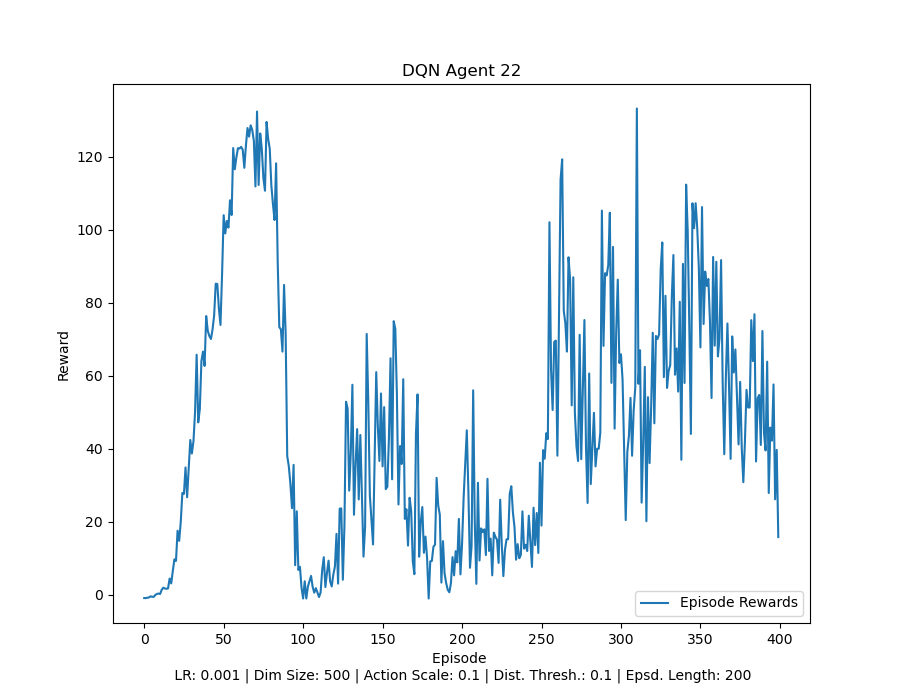 DQN Agent 22
Reward
120
100
80
60
40
20
0
Episode Rewards
0 50 100 150 200 250 300 350 400
Episode
LR: 0.001 | Dim Size: 500 | Action Scale: 0.1 | Dist. Thresh.: 0.1 | Epsd. Length: 200